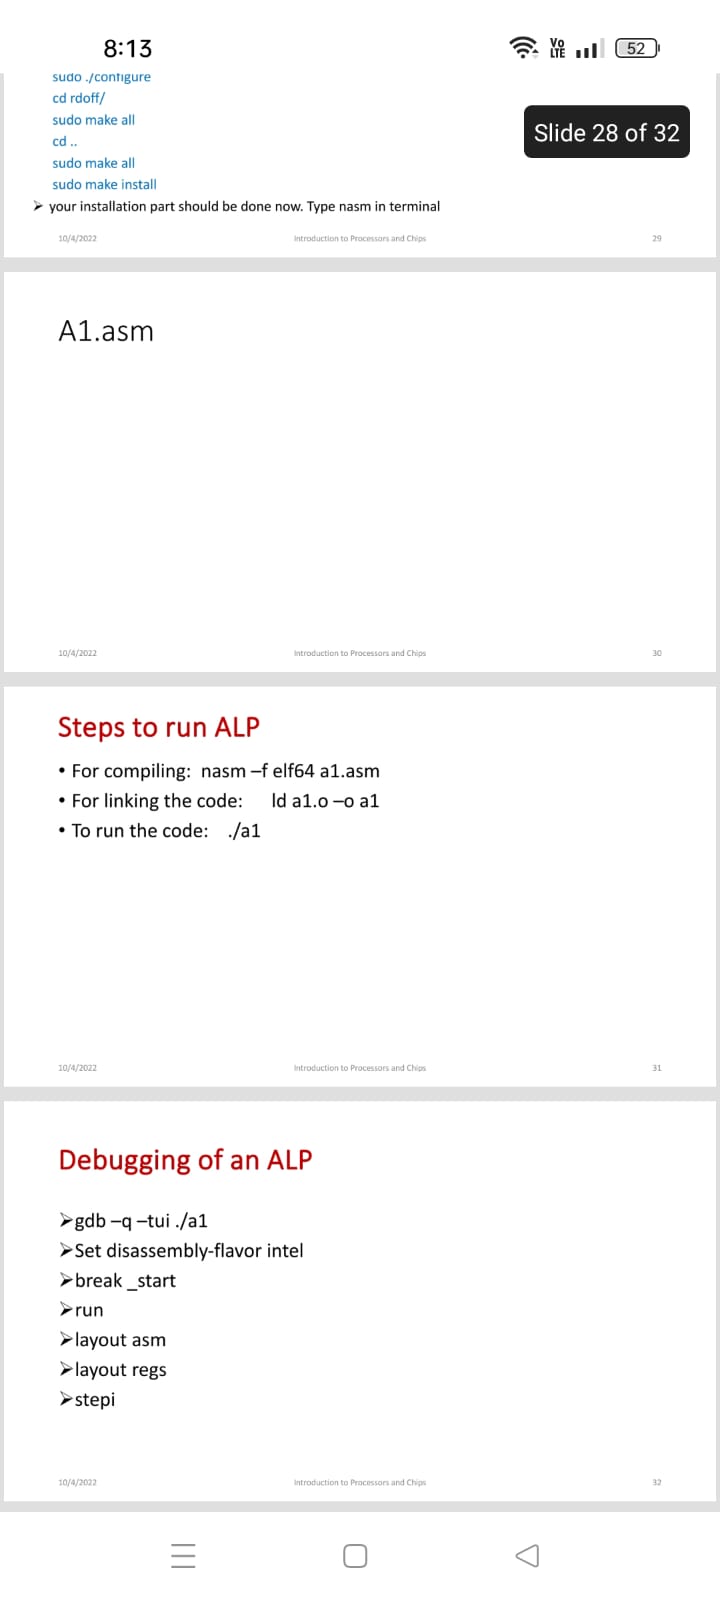 8:13
Vo
LTE
52
sudo ./configure
cd rdoff/
Slide 28 of 32
sudo make all
cd ..
sudo make all
sudo make install
➢ your installation part should be done now. Type nasm in terminal
10/4/2022 Introduction to Processors and Chips 29
A1.asm
10/4/2022 Introduction to Processors and Chips 30
Steps to run ALP
• For compiling: nasm –f elf64 a1.asm
• For linking the code: ld a1.o –o a1
• To run the code: ./a1
10/4/2022 Introduction to Processors and Chips 31
Debugging of an ALP
➢gdb –q –tui ./a1
➢Set disassembly-flavor intel
➢break _start
➢run
➢layout asm
➢layout regs
➢stepi
10/4/2022 Introduction to Processors and Chips 32